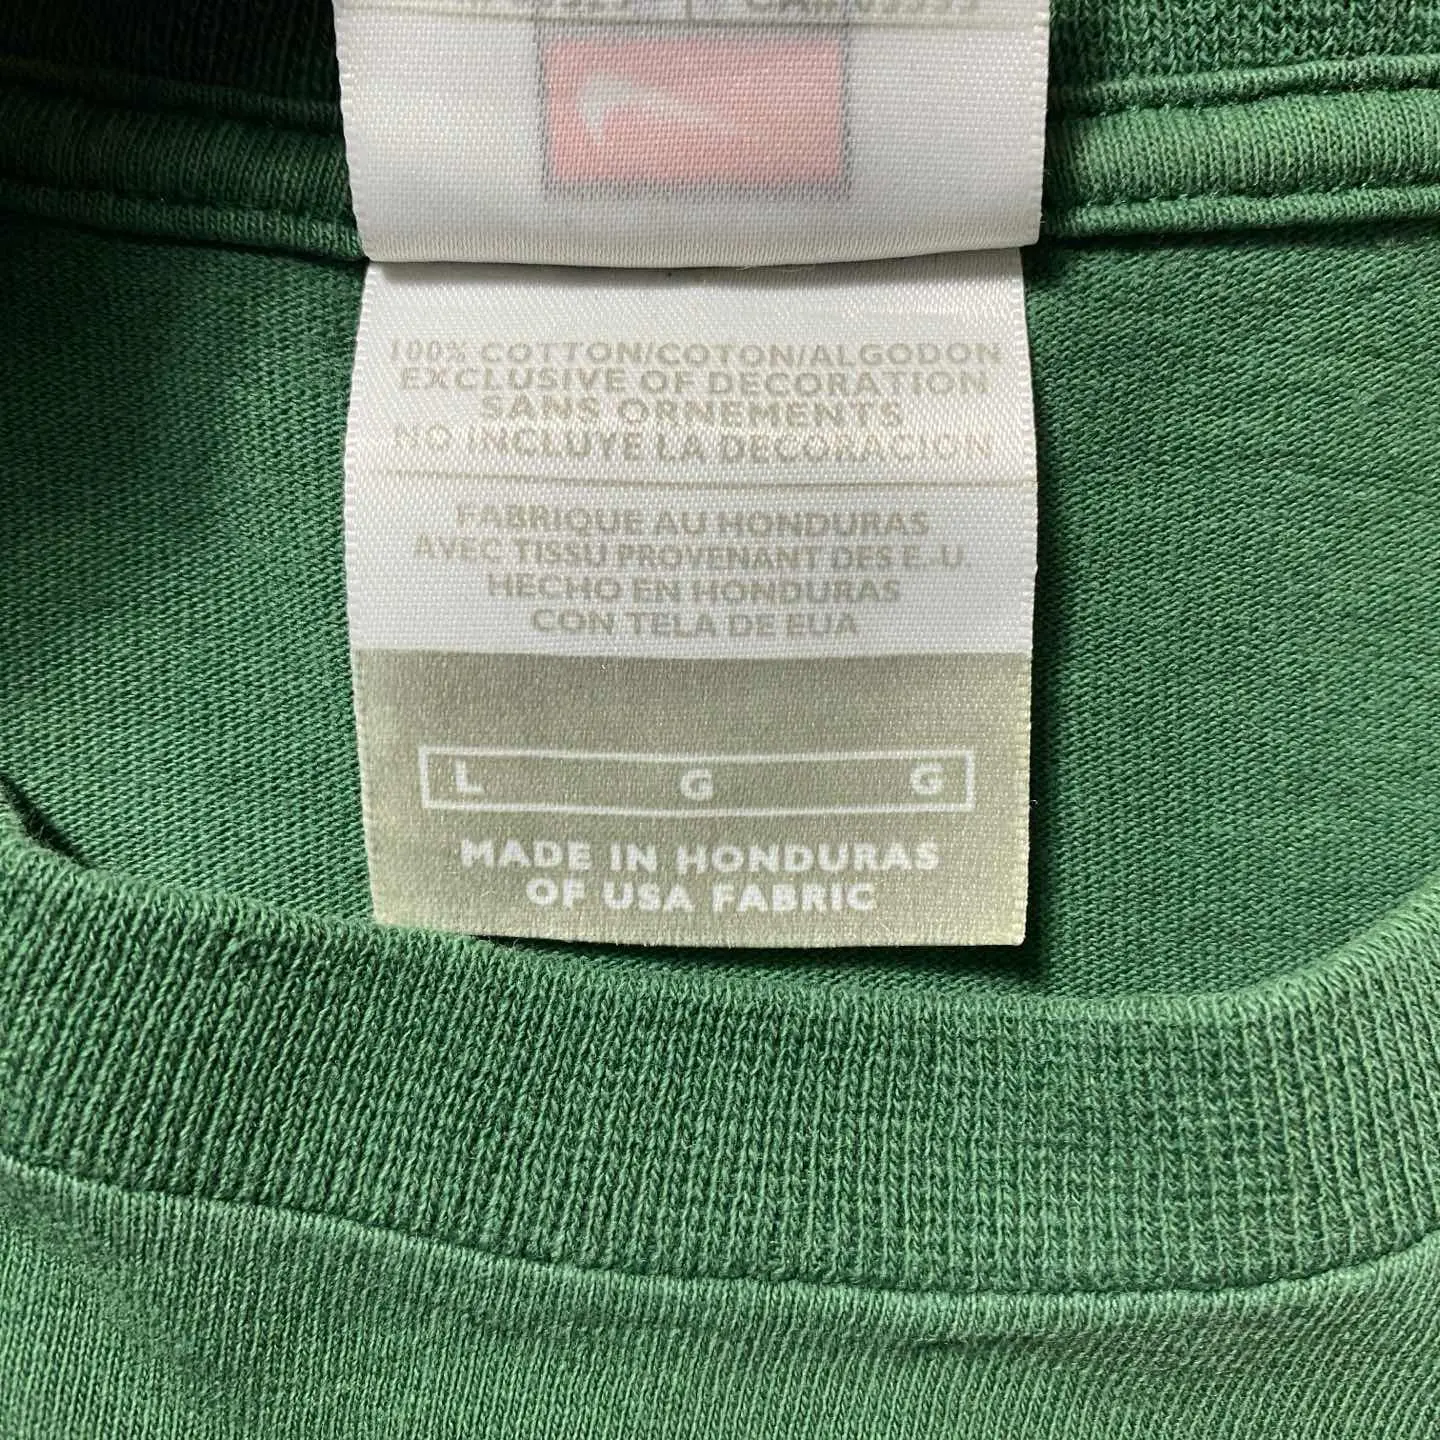 100% COTTON/COTON/ALGODON
EXCLUSIVE OF DECORATION
SANS ORNEMENTS
NO INCLUYE LA DECORACION
FABRIQUE AU HONDURAS
AVEC TISSU PROVENANT DES E.-U.
HECHO EN HONDURAS
CON TELA DE EUA
L G G
MADE IN HONDURAS
OF USA FABRIC